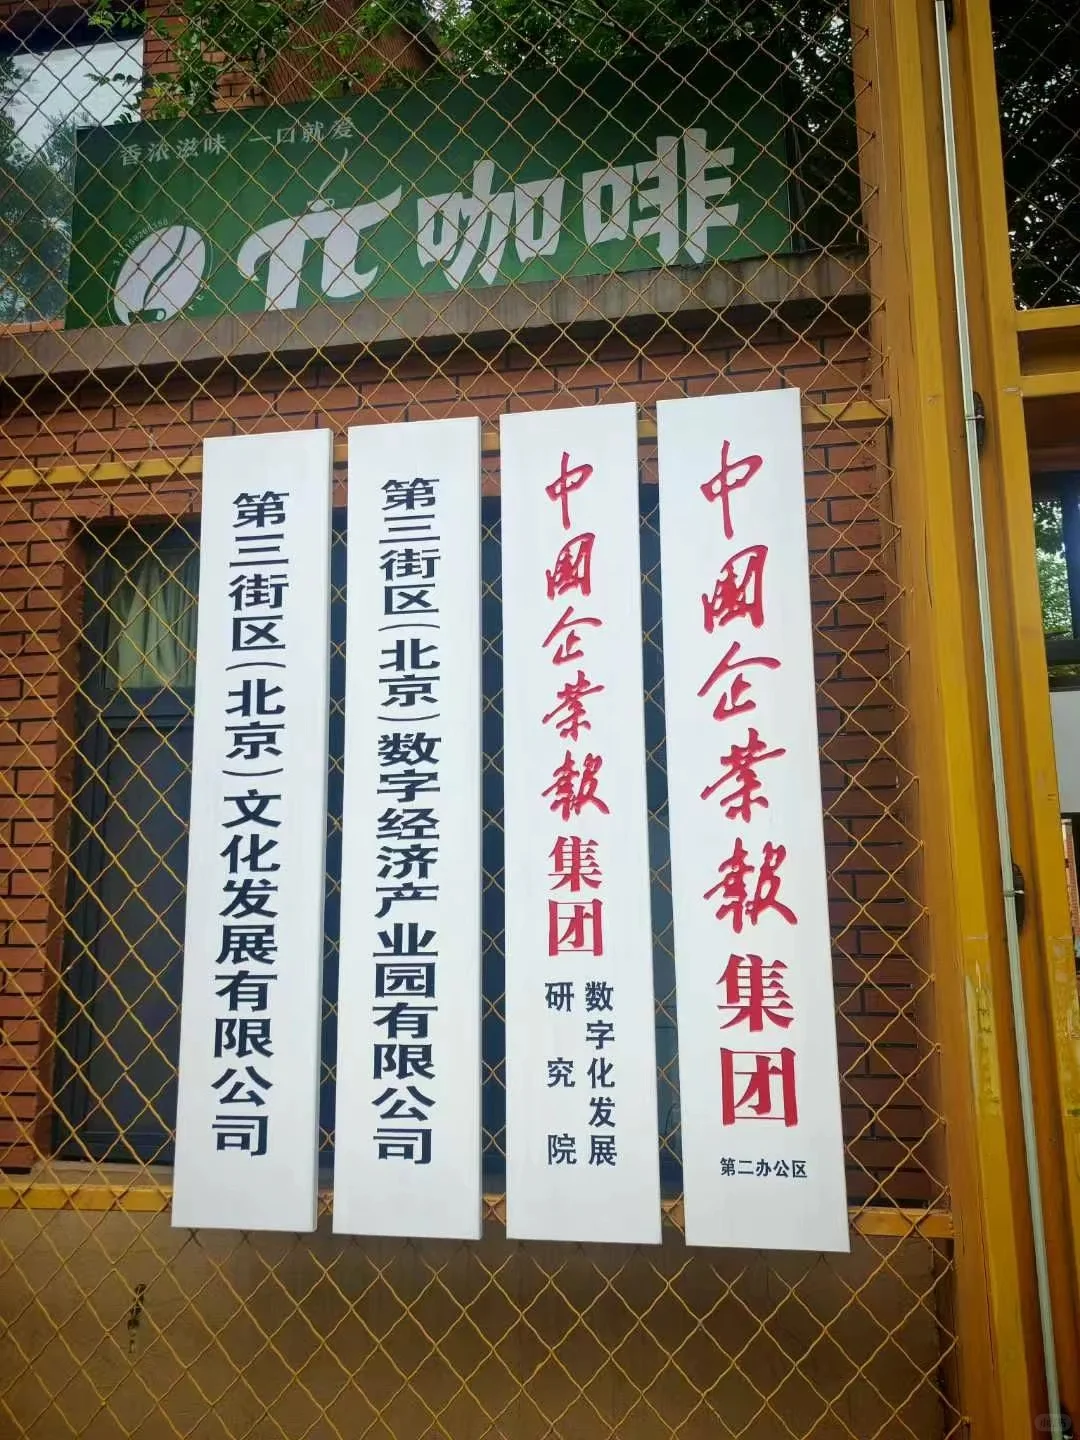 香浓滋味 一口就爱
π咖啡
第三街区(北京)文化发展有限公司
第三街区(北京)数字经济产业园有限公司
中国企业报集团
数字化发展
研究院
中国企业报集团
第二办公区